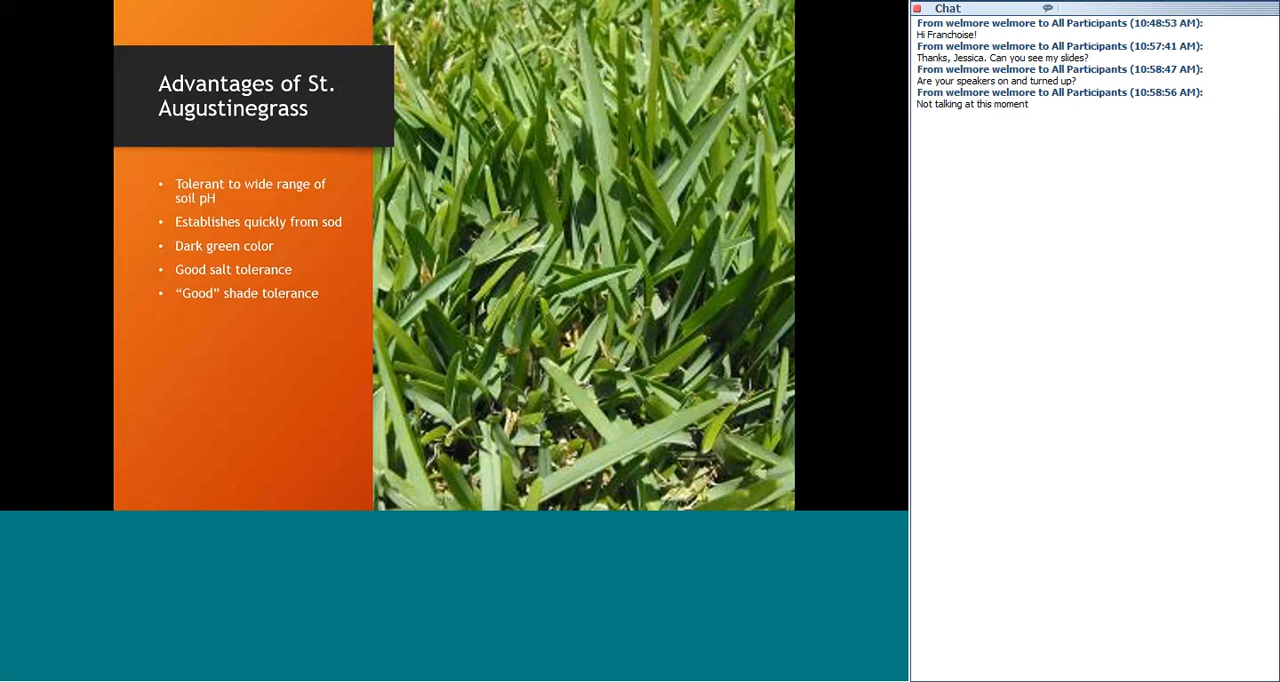 Advantages of St.
Augustinegrass
• Tolerant to wide range of
soil pH
• Establishes quickly from sod
• Dark green color
• Good salt tolerance
• “Good” shade tolerance
Chat
From welmore welmore to All Participants (10:48:53 AM):
Hi Franchoise!
From welmore welmore to All Participants (10:57:41 AM):
Thanks, Jessica. Can you see my slides?
From welmore welmore to All Participants (10:58:47 AM):
Are your speakers on and turned up?
From welmore welmore to All Participants (10:58:56 AM):
Not talking at this moment